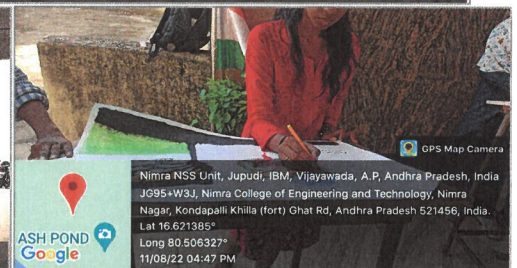 GPS Map Camera
Nimra NSS Unit, Jupudi, IBM, Vijayawada, A.P, Andhra Pradesh, India
JG95+W3J, Nimra College of Engineering and Technology, Nimra
Nagar, Kondapalli Khilla (fort) Ghat Rd, Andhra Pradesh 521456, India.
Lat 16.621385°
Long 80.506327°
11/08/22 04:47 PM
ASH POND
Google